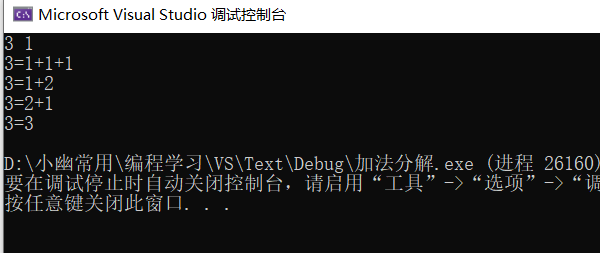 Microsoft Visual Studio 调试控制台
3 1
3=1+1+1
3=1+2
3=2+1
3=3
D:\小幽常用\编程学习\VS\Text\Debug\加法分解.exe (进程 26160)
要在调试停止时自动关闭控制台，请启用“工具”->“选项”->“调
按任意键关闭此窗口. . .